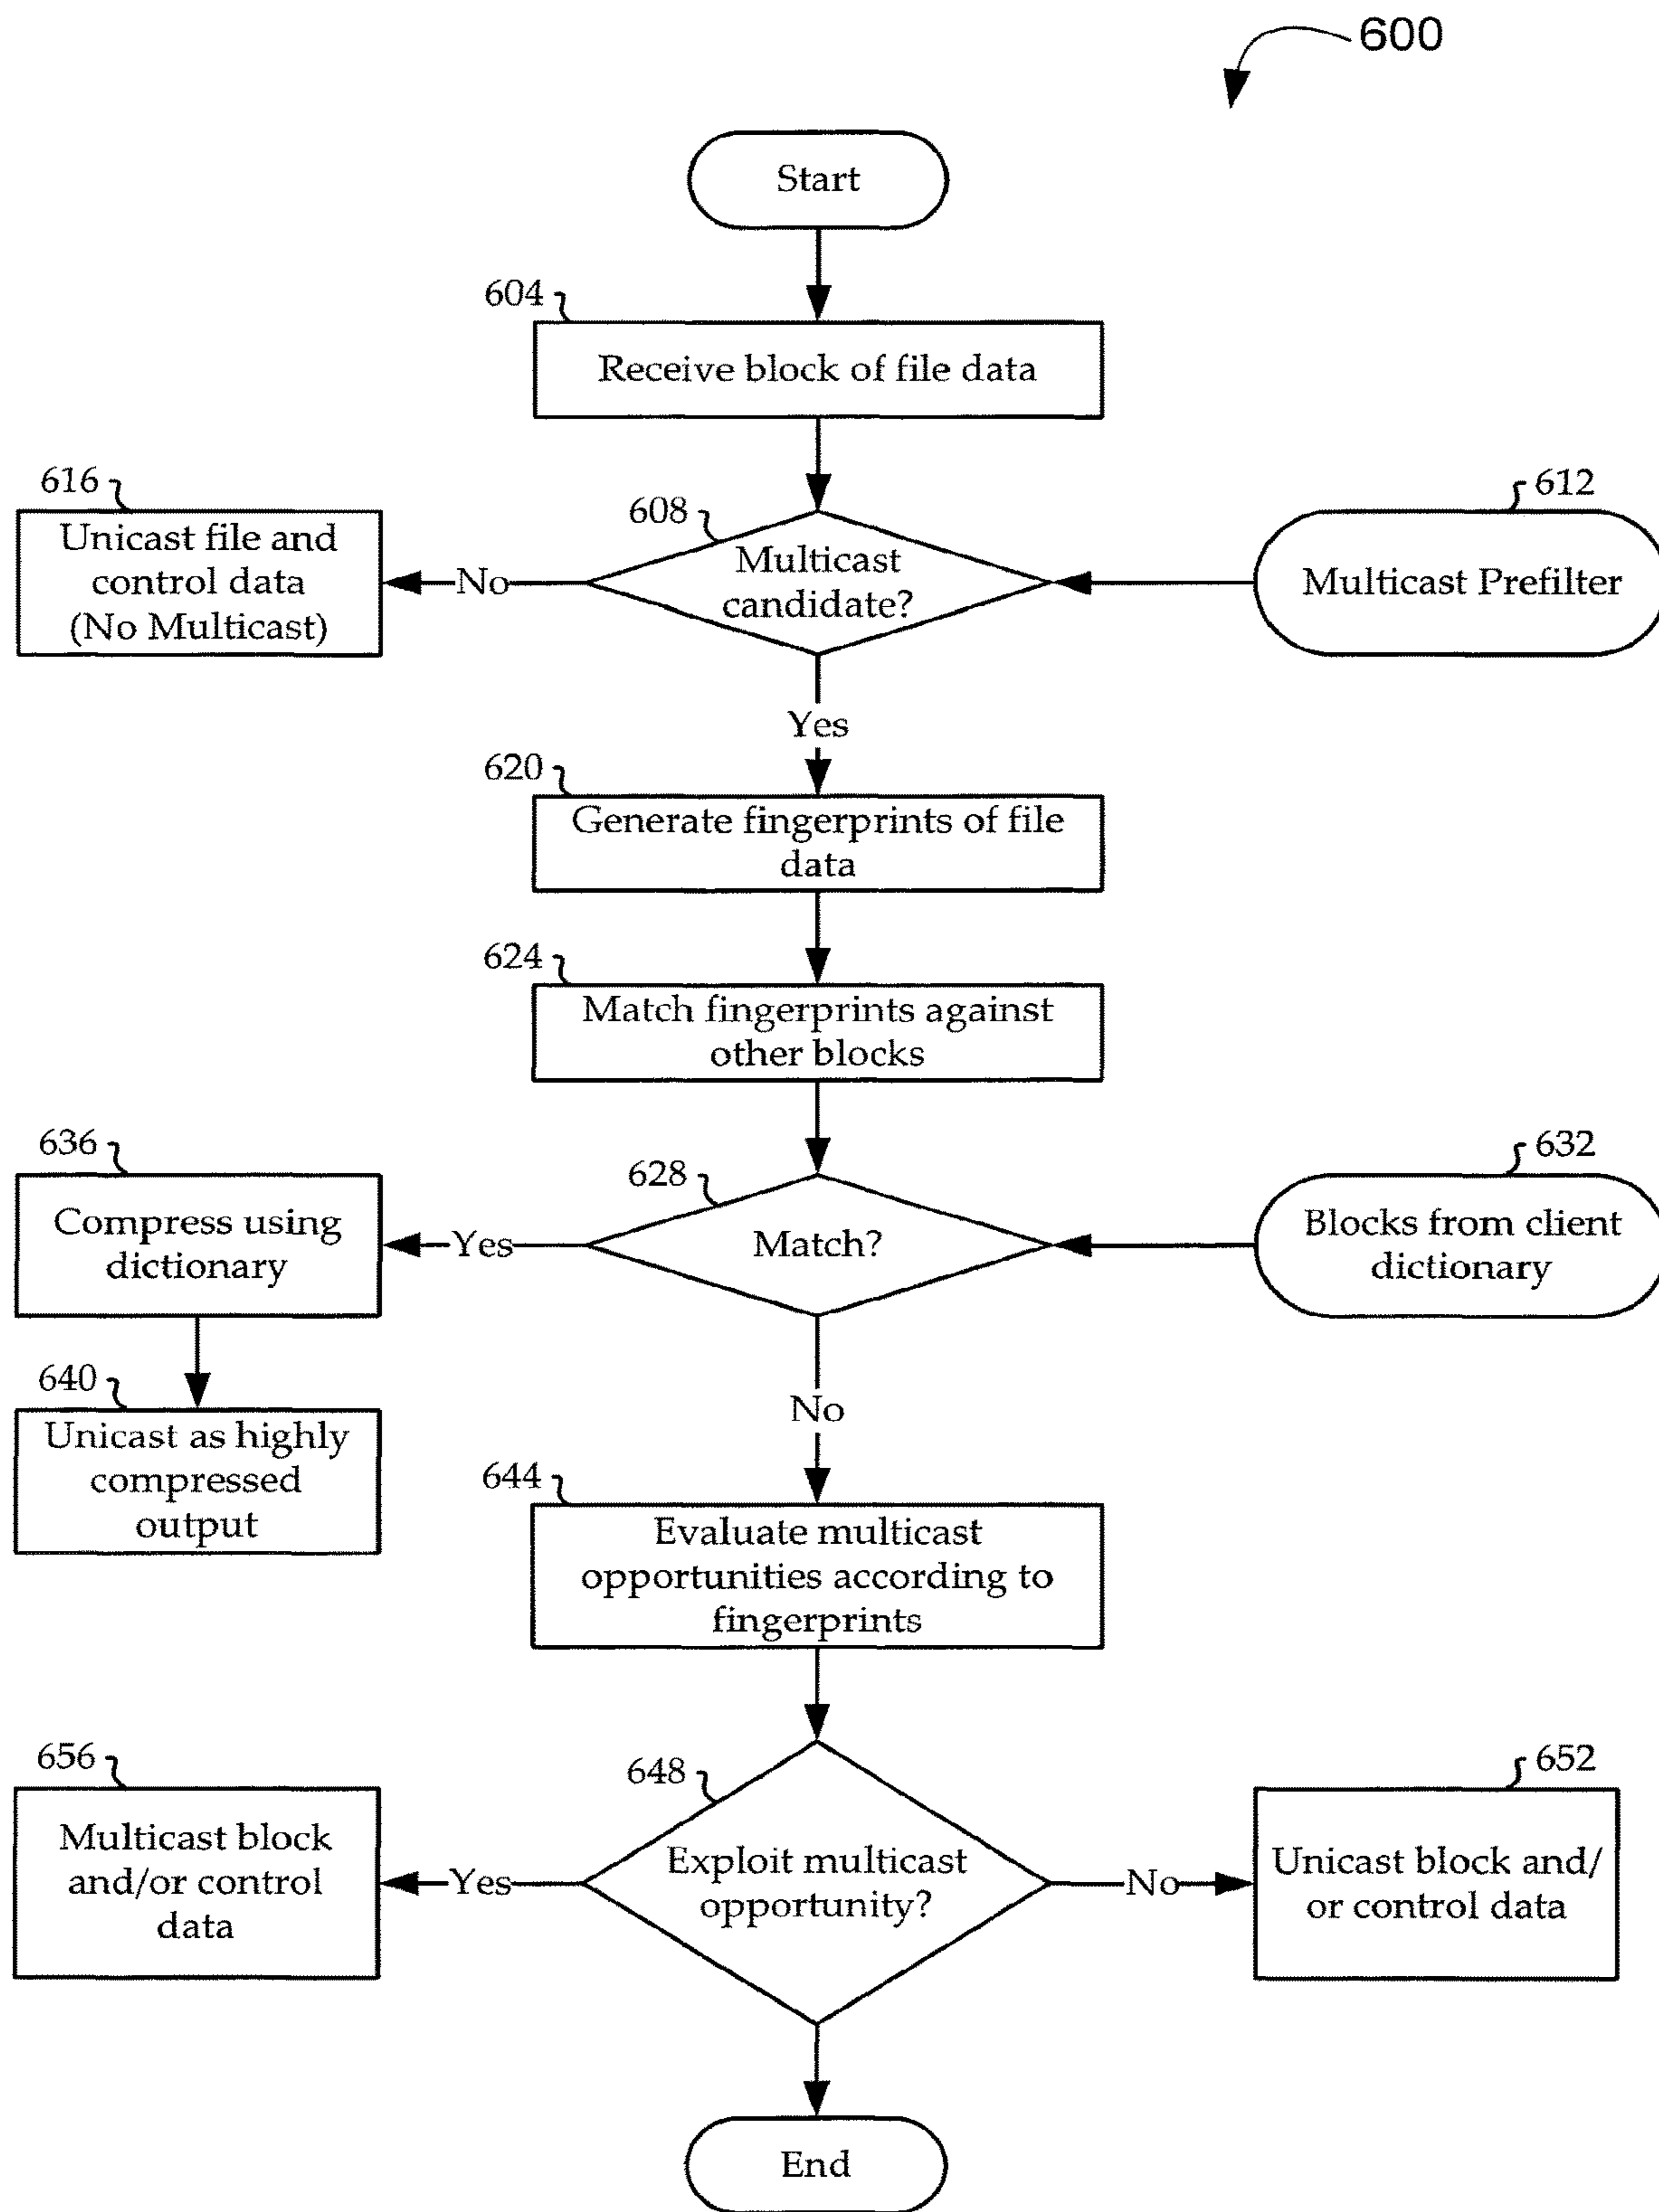 600
Start
604
Receive block of file data
616
Unicast file and
control data
(No Multicast)
No
608
Multicast
candidate?
612
Multicast Prefilter
Yes
620
Generate fingerprints of file
data
624
Match fingerprints against
other blocks
636
Compress using
dictionary
Yes
628
Match?
632
Blocks from client
dictionary
640
Unicast as highly
compressed
output
No
644
Evaluate multicast
opportunities according to
fingerprints
656
Multicast block
and/or control
data
Yes
648
Exploit multicast
opportunity?
No
652
Unicast block and/
or control data
End